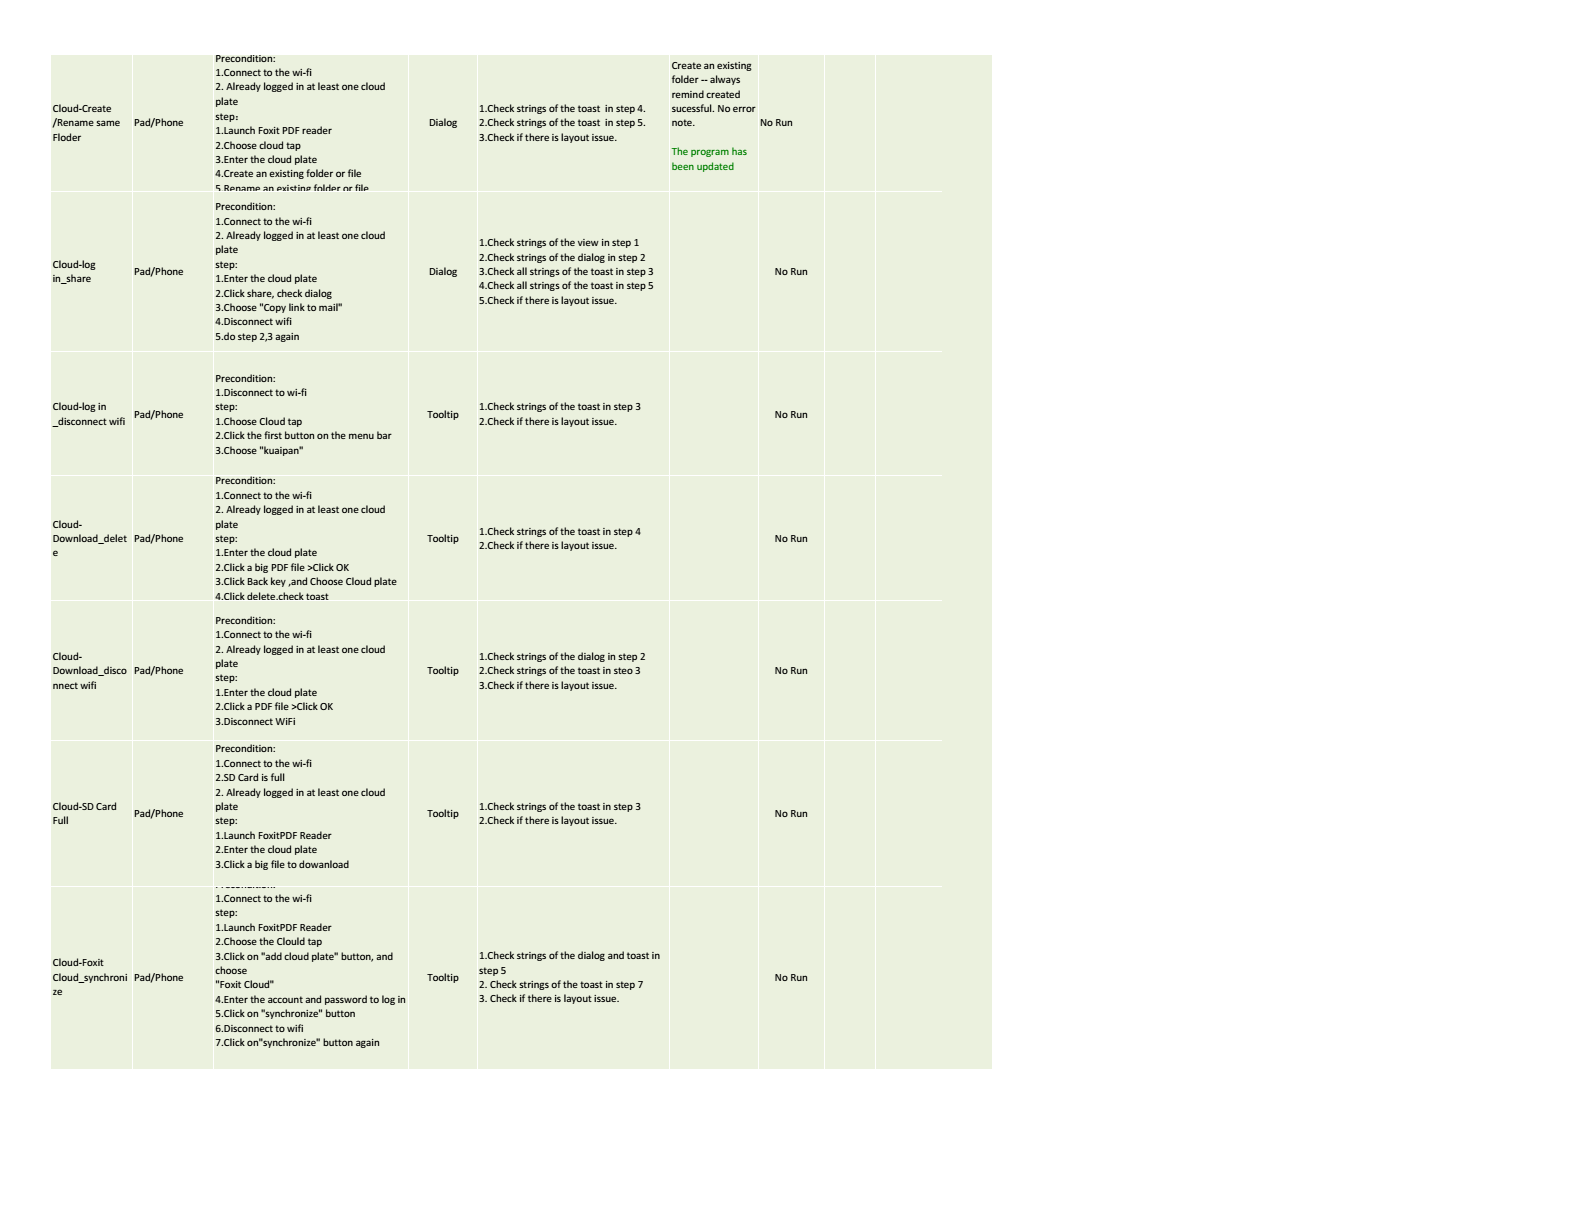 Cloud-Create
/Rename same
Floder
Pad/Phone
Precondition:
1.Connect to the wi-fi
2. Already logged in at least one cloud
plate
step:
1.Launch Foxit PDF reader
2.Choose cloud tap
3.Enter the cloud plate
4.Create an existing folder or file
5.Rename an existing folder or file
Dialog
1.Check strings of the toast  in step 4.
2.Check strings of the toast  in step 5.
3.Check if there is layout issue.
Create an existing
folder -- always
remind created
sucessful. No error
note.
The program has
been updated
No Run
Cloud-log
in_share
Pad/Phone
Precondition:
1.Connect to the wi-fi
2. Already logged in at least one cloud
plate
step:
1.Enter the cloud plate
2.Click share, check dialog
3.Choose "Copy link to mail"
4.Disconnect wifi
5.do step 2,3 again
Dialog
1.Check strings of the view in step 1
2.Check strings of the dialog in step 2
3.Check all strings of the toast in step 3
4.Check all strings of the toast in step 5
5.Check if there is layout issue.
No Run
Cloud-log in
_disconnect wifi
Pad/Phone
Precondition:
1.Disconnect to wi-fi
step:
1.Choose Cloud tap
2.Click the first button on the menu bar
3.Choose "kuaipan"
Tooltip
1.Check strings of the toast in step 3
2.Check if there is layout issue.
No Run
Cloud-
Download_delet
e
Pad/Phone
Precondition:
1.Connect to the wi-fi
2. Already logged in at least one cloud
plate
step:
1.Enter the cloud plate
2.Click a big PDF file >Click OK
3.Click Back key ,and Choose Cloud plate
4.Click delete,check toast
Tooltip
1.Check strings of the toast in step 4
2.Check if there is layout issue.
No Run
Cloud-
Download_disco
nnect wifi
Pad/Phone
Precondition:
1.Connect to the wi-fi
2. Already logged in at least one cloud
plate
step:
1.Enter the cloud plate
2.Click a PDF file >Click OK
3.Disconnect WiFi
Tooltip
1.Check strings of the dialog in step 2
2.Check strings of the toast in steo 3
3.Check if there is layout issue.
No Run
Cloud-SD Card
Full
Pad/Phone
Precondition:
1.Connect to the wi-fi
2.SD Card is full
2. Already logged in at least one cloud
plate
step:
1.Launch FoxitPDF Reader
2.Enter the cloud plate
3.Click a big file to dowanload
Tooltip
1.Check strings of the toast in step 3
2.Check if there is layout issue.
No Run
Cloud-Foxit
Cloud_synchroni
ze
Pad/Phone
1.Connect to the wi-fi
step:
1.Launch FoxitPDF Reader
2.Choose the Clould tap
3.Click on "add cloud plate" button, and
choose
"Foxit Cloud"
4.Enter the account and password to log in
5.Click on "synchronize" button
6.Disconnect to wifi
7.Click on"synchronize" button again
Tooltip
1.Check strings of the dialog and toast in
step 5
2. Check strings of the toast in step 7
3. Check if there is layout issue.
No Run